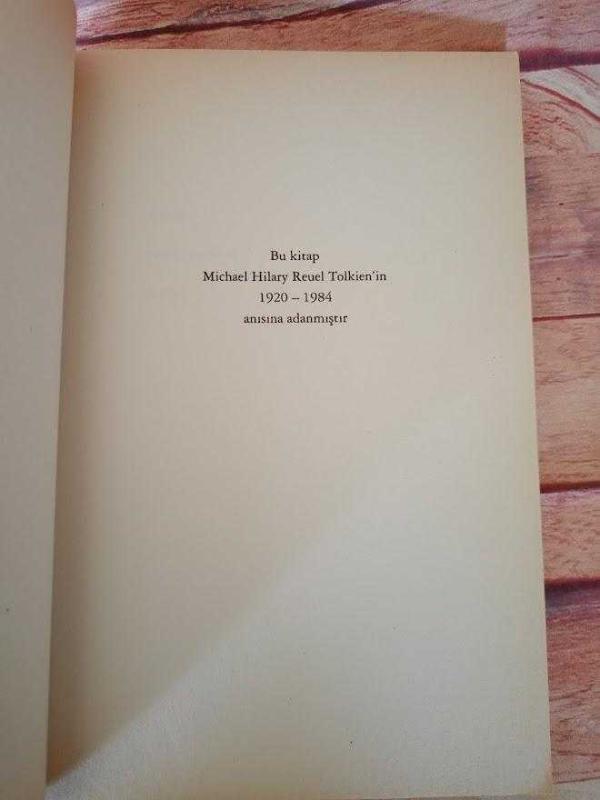 Bu kitap
Michael Hilary Reuel Tolkien'in
1920 – 1984
anısına adanmıştır